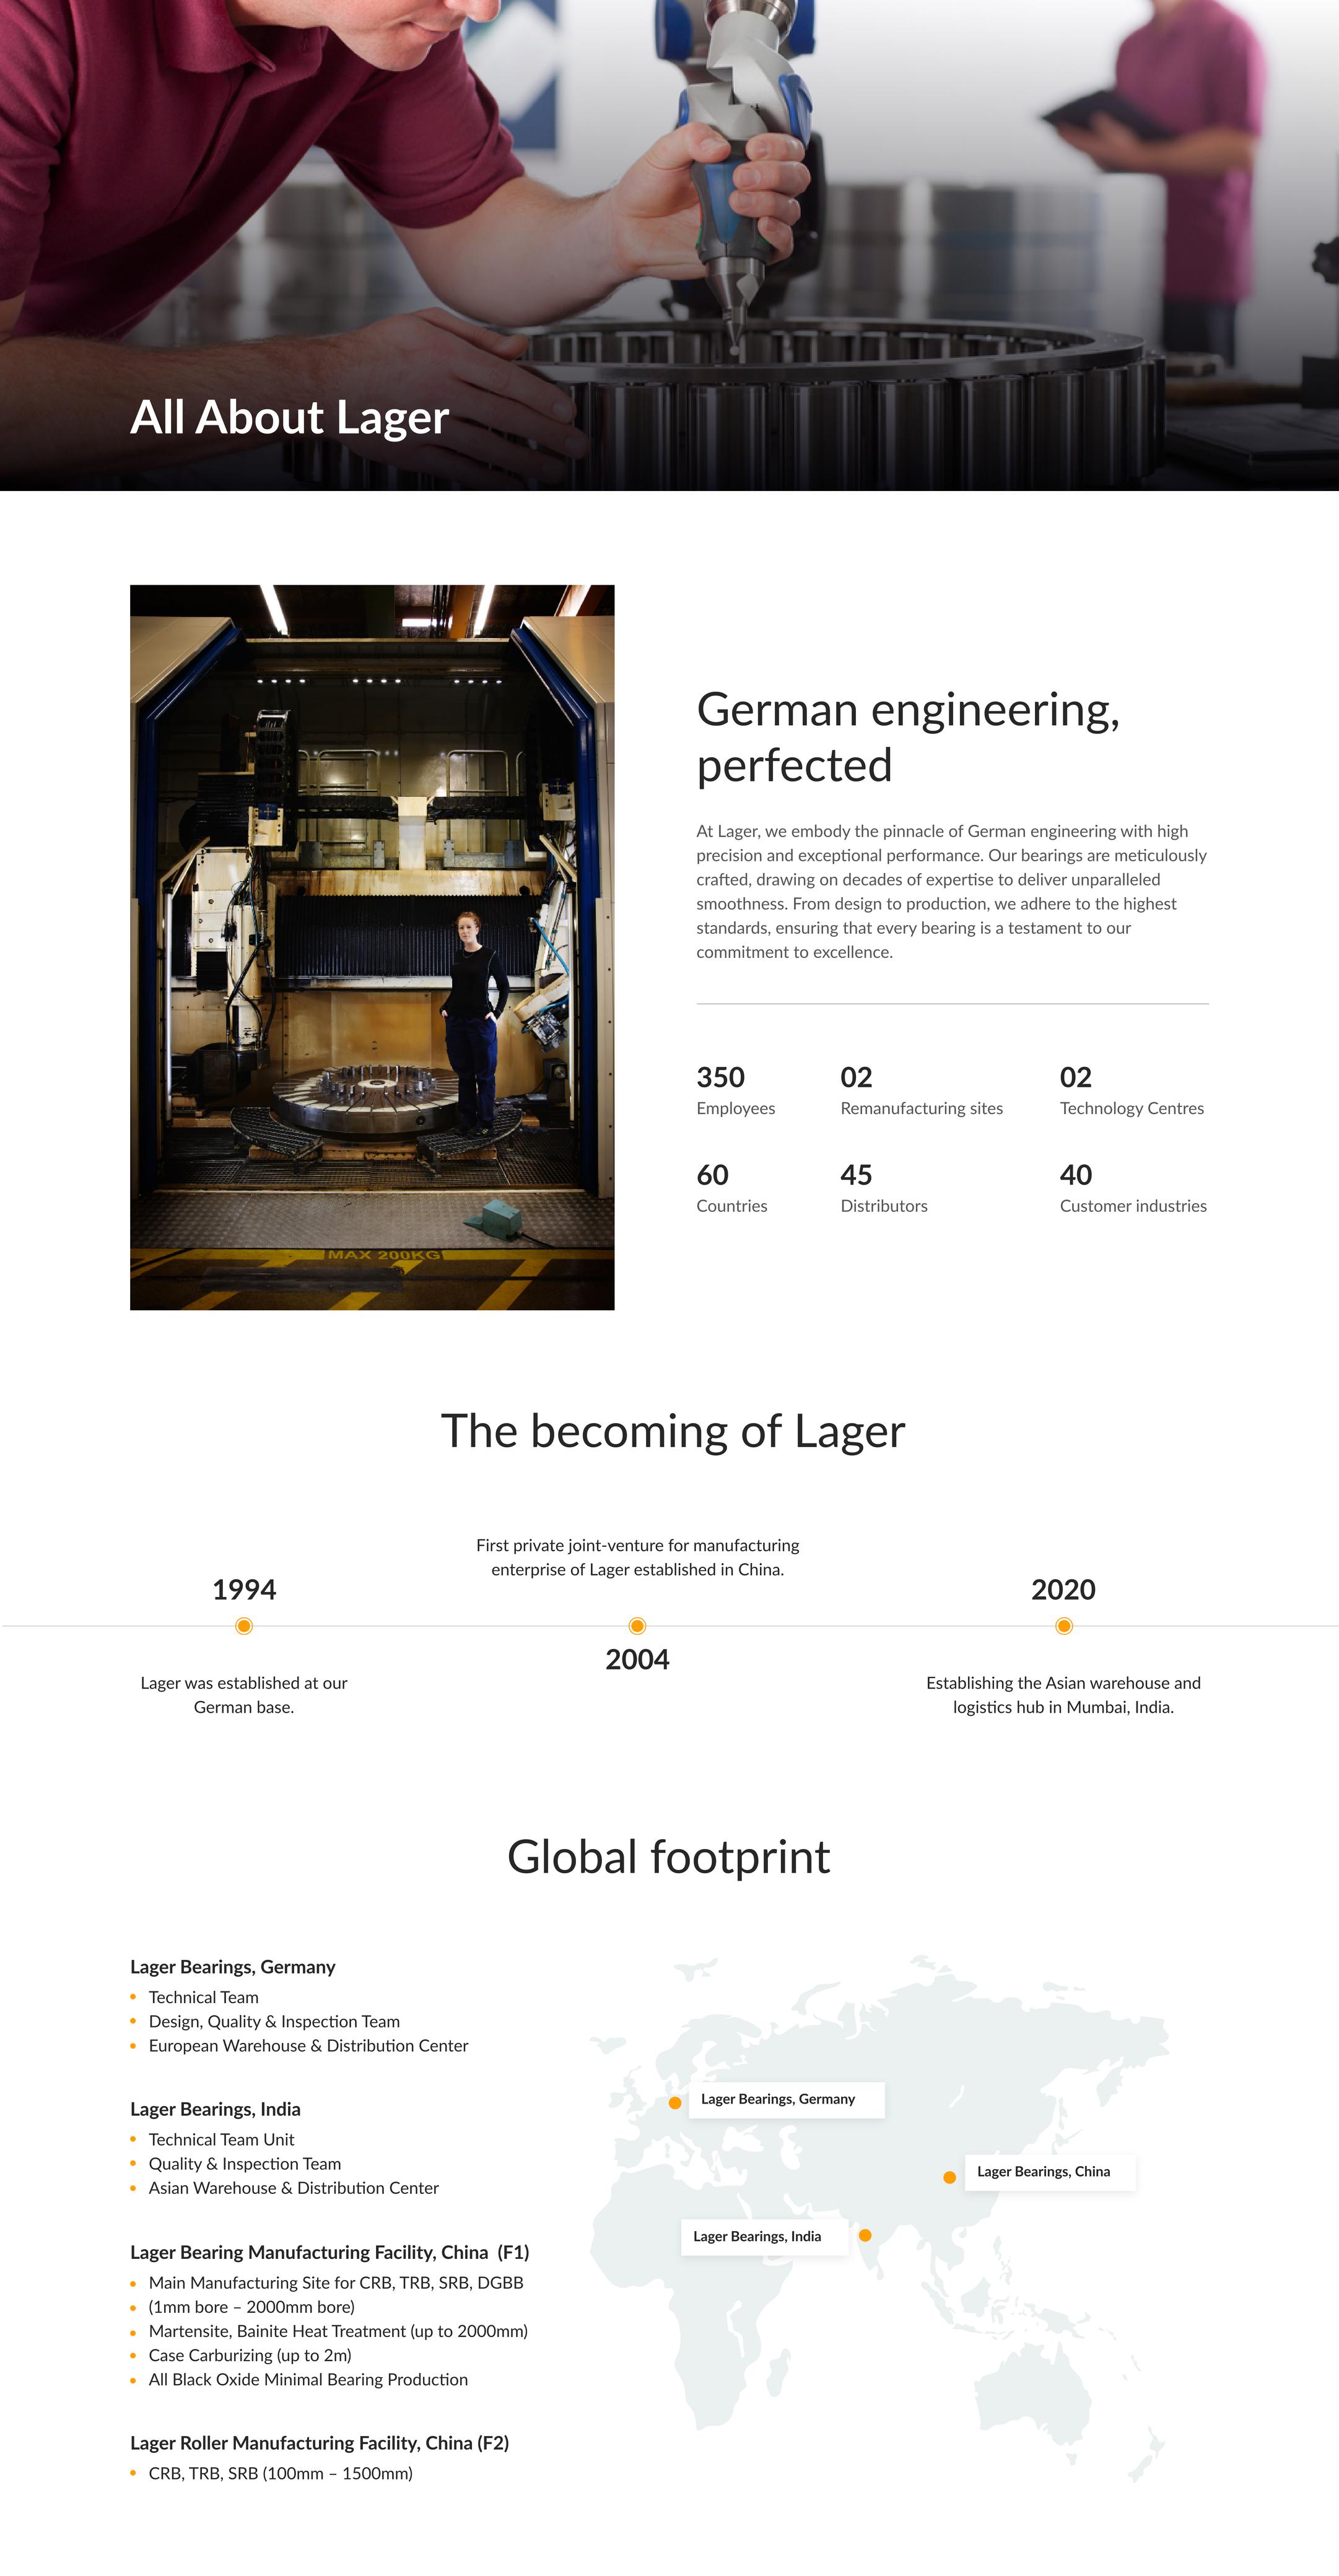 All About Lager
MAX 200KG
German engineering,
perfected
At Lager, we embody the pinnacle of German engineering with high
precision and exceptional performance. Our bearings are meticulously
crafted, drawing on decades of expertise to deliver unparalleled
smoothness. From design to production, we adhere to the highest
standards, ensuring that every bearing is a testament to our
commitment to excellence.
350
Employees
02
Remanufacturing sites
02
Technology Centres
60
Countries
45
Distributors
40
Customer industries
The becoming of Lager
1994
Lager was established at our
German base.
First private joint-venture for manufacturing
enterprise of Lager established in China.
2004
2020
Establishing the Asian warehouse and
logistics hub in Mumbai, India.
Global footprint
Lager Bearings, Germany
• Technical Team
• Design, Quality & Inspection Team
• European Warehouse & Distribution Center
Lager Bearings, India
• Technical Team Unit
• Quality & Inspection Team
• Asian Warehouse & Distribution Center
Lager Bearing Manufacturing Facility, China (F1)
• Main Manufacturing Site for CRB, TRB, SRB, DGBB
• (1mm bore – 2000mm bore)
• Martensite, Bainite Heat Treatment (up to 2000mm)
• Case Carburizing (up to 2m)
• All Black Oxide Minimal Bearing Production
Lager Roller Manufacturing Facility, China (F2)
• CRB, TRB, SRB (100mm – 1500mm)
Lager Bearings, Germany
Lager Bearings, China
Lager Bearings, India